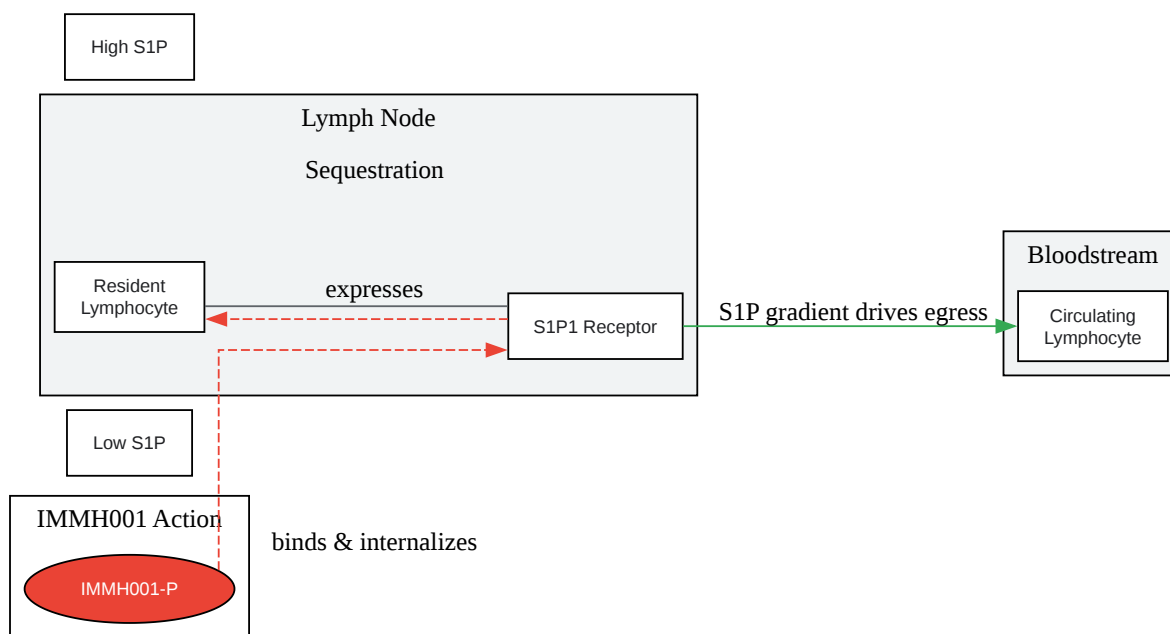 High S1P
Lymph Node
Sequestration
Resident
Lymphocyte
expresses
S1P1 Receptor
S1P gradient drives egress
Bloodstream
Circulating
Lymphocyte
Low S1P
IMMH001 Action
binds & internalizes
IMMH001-P